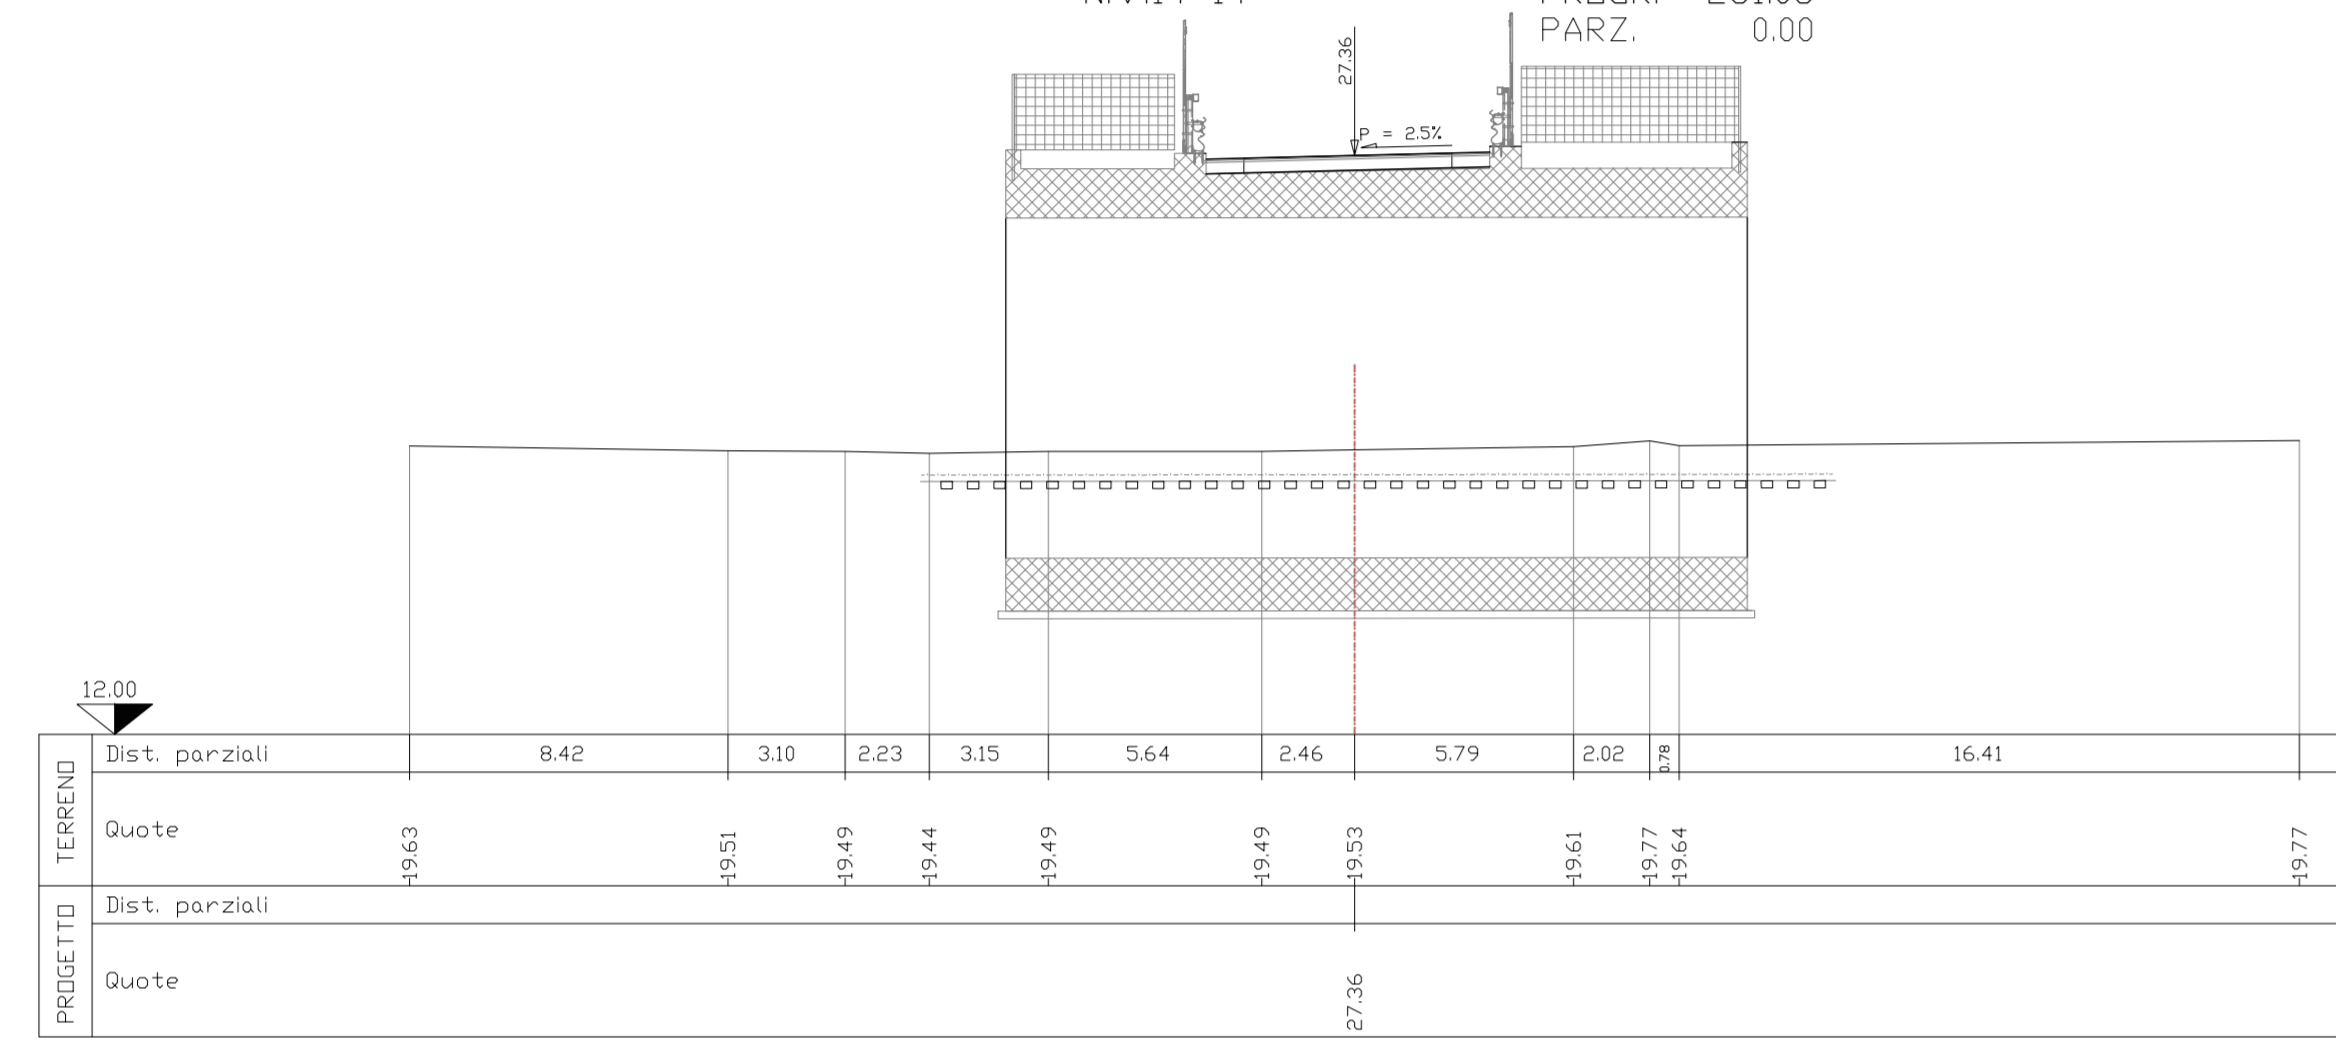 PARZ. 0.00
27.36
P = 2.5%
12.00
TERRENO
Dist. parziali 8.42 3.10 2.23 3.15 5.64 2.46 5.79 2.02 0.78 16.41
Quote 19.63 19.51 19.49 19.44 19.49 19.49 19.53 19.61 19.77 19.64 19.77
PROGETTO
Dist. parziali
Quote 27.36